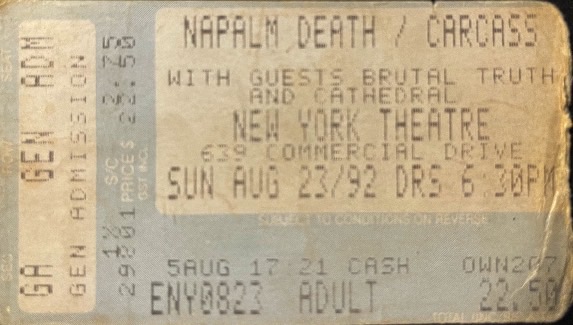 NAPALM DEATH / CARCASS
WITH GUESTS BRUTAL TRUTH
AND CATHEDRAL
NEW YORK THEATRE
639 COMMERCIAL DRIVE
SUN AUG 23/92 DRS 6.30PM
SUBJECT TO CONDITIONS ON REVERSE
5AUG 17 21 CASH OWN207
ENY0823 ADULT 22.50
GA GEN ADM
GEN ADMISSION
S/C
PRICE $ 22.50
GST INCL.